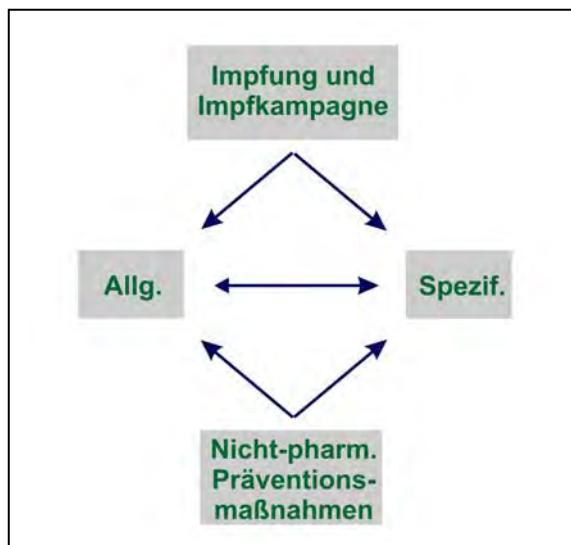 Impfung und
Impfkampagne
Allg.
Spezif.
Nicht-pharm.
Präventions-
maßnahmen